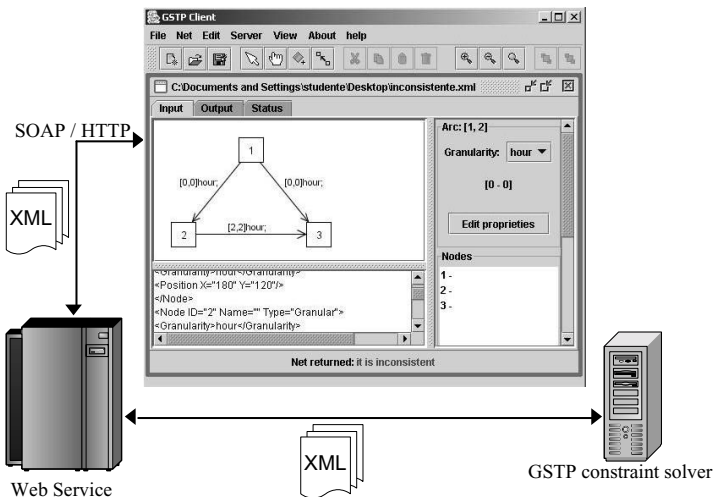 GSTP Client
File Net Edit Server View About help
C:\Documents and Settings\studente\Desktop\inconsistente.xml
Input Output Status
SOAP / HTTP
XML
1
[0,0]hour; [0,0]hour;
2 [2,2]hour; 3
Arc: [1, 2]
Granularity: hour
[0 - 0]
Edit proprieties
Nodes
1 -
2 -
3 -
<Granularity>hour</Granularity>
<Position X="180" Y="120"/>
</Node>
<Node ID="2" Name="" Type="Granular">
<Granularity>hour</Granularity>
Net returned: it is inconsistent
XML
Web Service
GSTP constraint solver